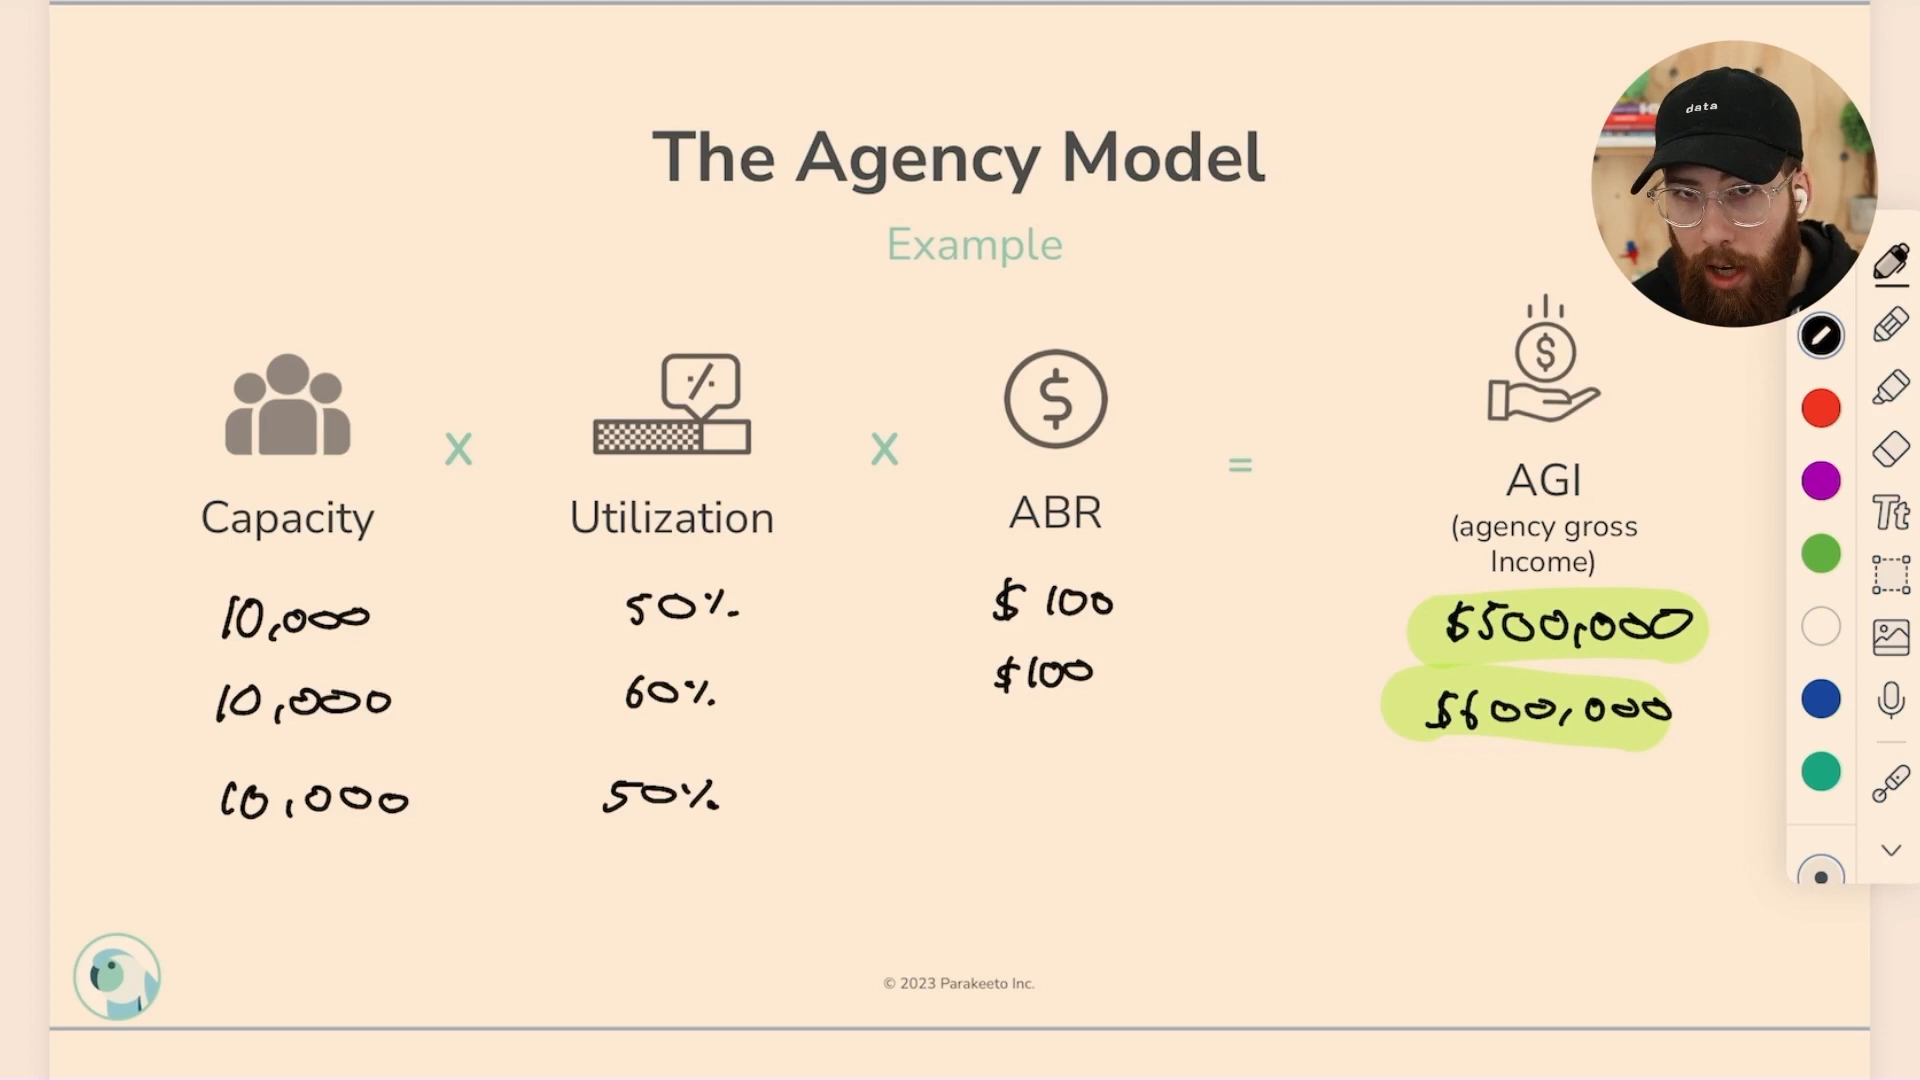 data
The Agency Model
Example
Capacity X Utilization X ABR = AGI
(agency gross
Income)
10,000 50% $ 100 $500,000
10,000 60% $100 $600,000
10,000 50%
© 2023 Parakeeto Inc.
Tt